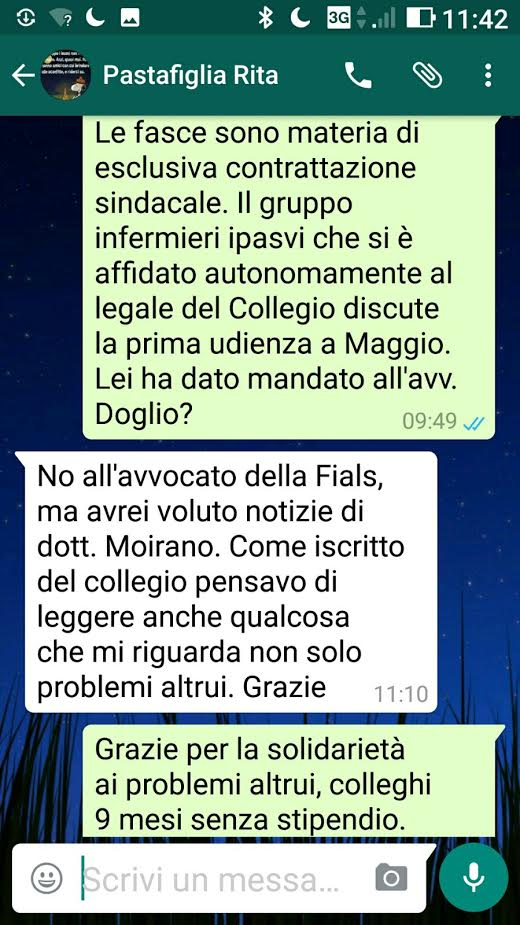 3G 11:42
Pastafiglia Rita
Le fasce sono materia di
esclusiva contrattazione
sindacale. Il gruppo
infermieri ipasvi che si è
affidato autonomamente al
legale del Collegio discute
la prima udienza a Maggio.
Lei ha dato mandato all'avv.
Doglio?
09:49
No all'avvocato della Fials,
ma avrei voluto notizie di
dott. Moirano. Come iscritto
del collegio pensavo di
leggere anche qualcosa
che mi riguarda non solo
problemi altrui. Grazie
11:10
Grazie per la solidarietà
ai problemi altrui, colleghi
9 mesi senza stipendio.
Scrivi un messa...